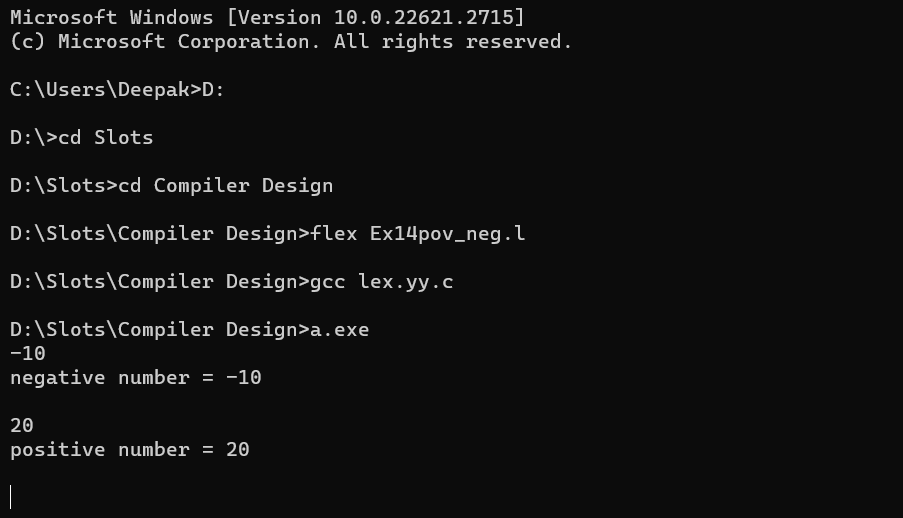 Microsoft Windows [Version 10.0.22621.2715]
(c) Microsoft Corporation. All rights reserved.
C:\Users\Deepak>D:
D:\>cd Slots
D:\Slots>cd Compiler Design
D:\Slots\Compiler Design>flex Ex14pov_neg.l
D:\Slots\Compiler Design>gcc lex.yy.c
D:\Slots\Compiler Design>a.exe
-10
negative number = -10
20
positive number = 20